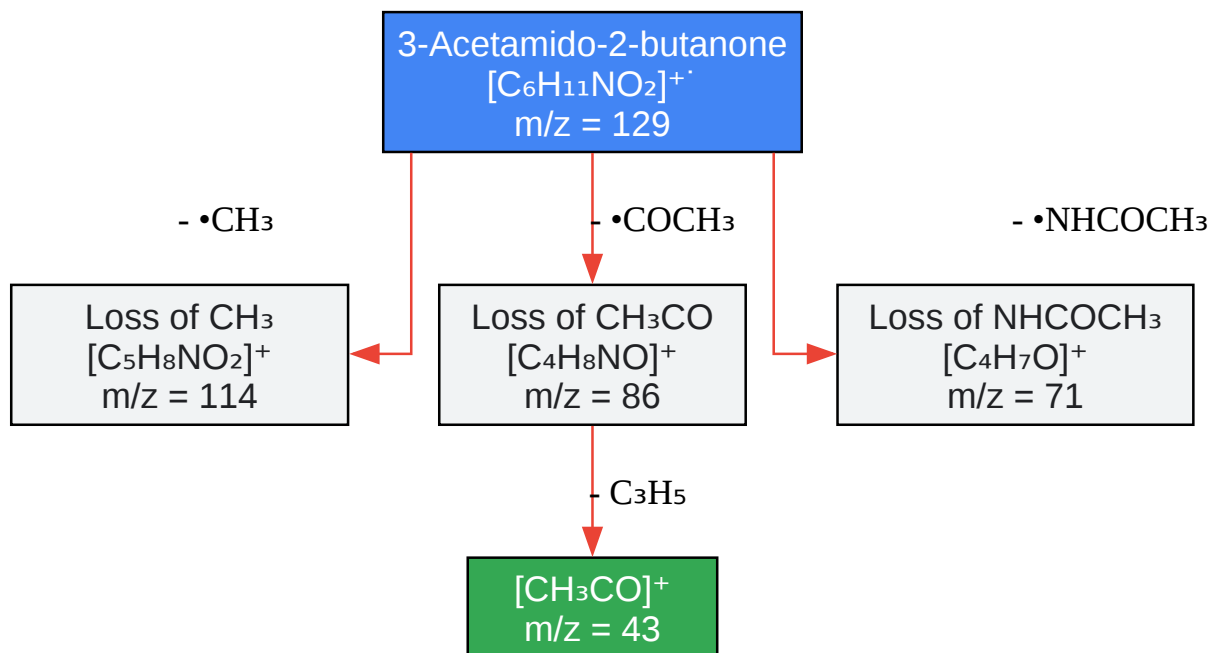 3-Acetamido-2-butanone
[C₆H₁₁NO₂]⁺˙
m/z = 129
- •CH₃
- •COCH₃
- •NHCOCH₃
Loss of CH₃
[C₅H₈NO₂]⁺
m/z = 114
Loss of CH₃CO
[C₄H₈NO]⁺
m/z = 86
Loss of NHCOCH₃
[C₄H₇O]⁺
m/z = 71
- C₃H₅
[CH₃CO]⁺
m/z = 43